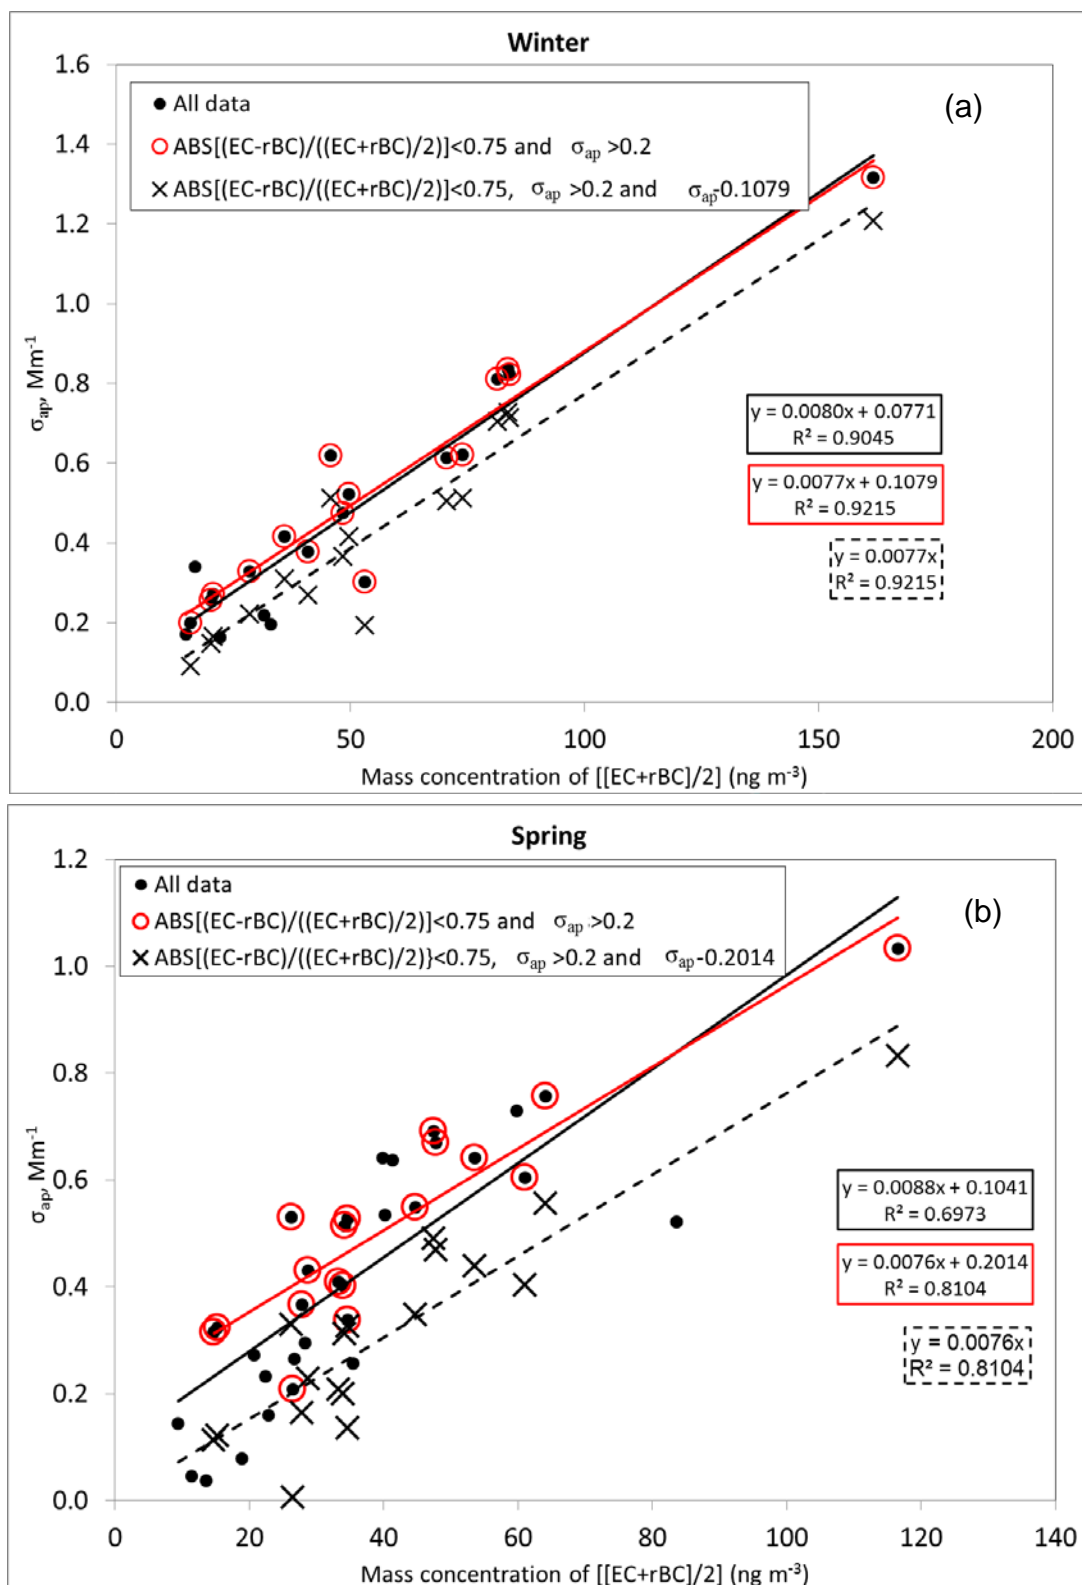 Winter
(a)
All data
ABS[(EC-rBC)/((EC+rBC)/2)]<0.75 and σap >0.2
ABS[(EC-rBC)/((EC+rBC)/2)]<0.75, σap >0.2 and σap-0.1079
1.6
1.4
1.2
1.0
0.8
0.6
0.4
0.2
0.0
σap, Mm-1
y = 0.0080x + 0.0771
R² = 0.9045
y = 0.0077x + 0.1079
R² = 0.9215
y = 0.0077x
R² = 0.9215
0 50 100 150 200
Mass concentration of [[EC+rBC]/2] (ng m-3)
Spring
(b)
All data
ABS[(EC-rBC)/((EC+rBC)/2)]<0.75 and σap >0.2
ABS[(EC-rBC)/((EC+rBC)/2)}<0.75, σap >0.2 and σap-0.2014
1.2
1.0
0.8
0.6
0.4
0.2
0.0
σap, Mm-1
y = 0.0088x + 0.1041
R² = 0.6973
y = 0.0076x + 0.2014
R² = 0.8104
y = 0.0076x
R² = 0.8104
0 20 40 60 80 100 120 140
Mass concentration of [[EC+rBC]/2] (ng m-3)